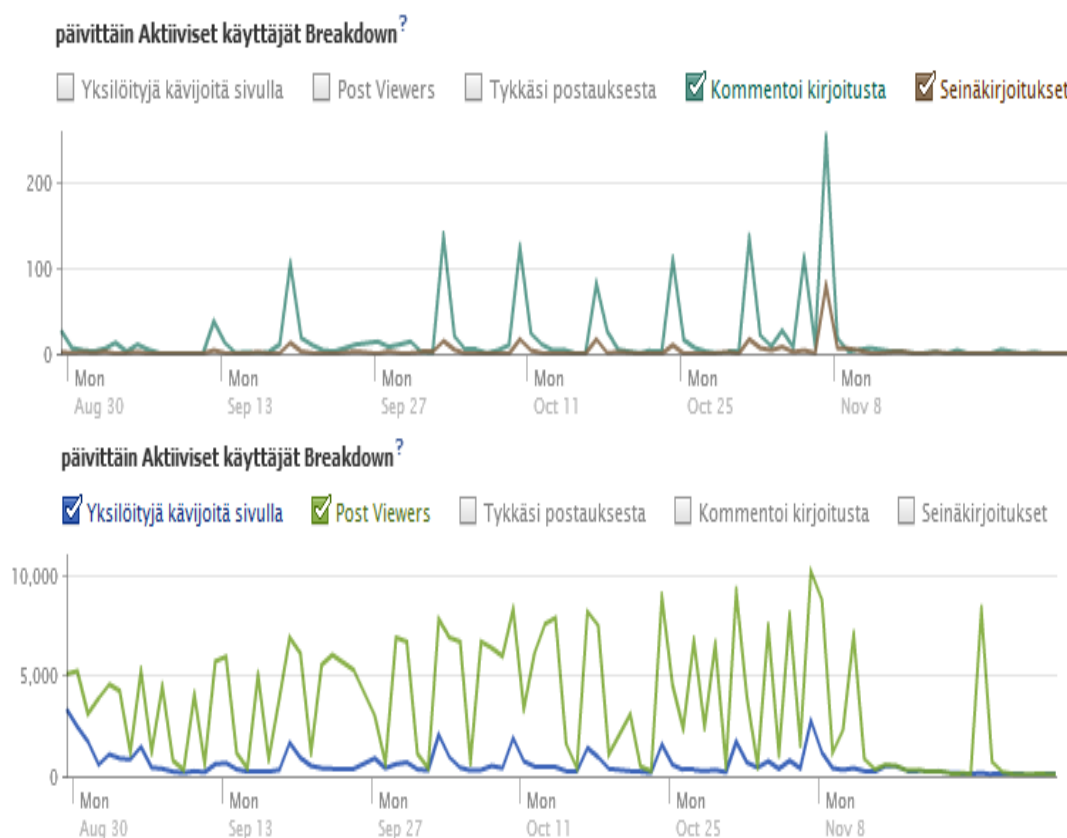 päivittäin Aktiiviset käyttäjät Breakdown?
Yksilöityjä kävijoitä sivulla Post Viewers Tykkäsi postauksesta Kommentoi kirjoitusta Seinäkirjoitukset
200
100
0
Mon Mon Mon Mon Mon Mon
Aug 30 Sep 13 Sep 27 Oct 11 Oct 25 Nov 8
päivittäin Aktiiviset käyttäjät Breakdown?
Yksilöityjä kävijoitä sivulla Post Viewers Tykkäsi postauksesta Kommentoi kirjoitusta Seinäkirjoitukset
10,000
5,000
0
Mon Mon Mon Mon Mon Mon
Aug 30 Sep 13 Sep 27 Oct 11 Oct 25 Nov 8